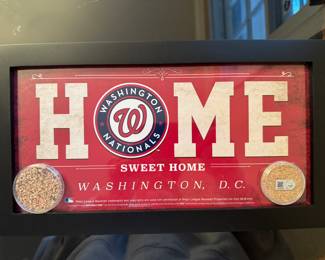 HOME
WASHINGTON
W
NATIONALS
SWEET HOME
WASHINGTON, D.C.